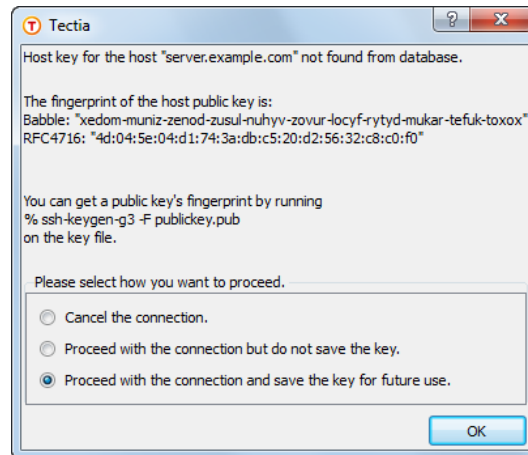 Tectia
Host key for the host "server.example.com" not found from database.
The fingerprint of the host public key is:
Babble: "xedom-muniz-zenod-zusul-nuhyv-zovur-locyf-rytyd-mukar-tefuk-toxox"
RFC4716: "4d:04:5e:04:d1:74:3a:db:c5:20:d2:56:32:c8:c0:f0"
You can get a public key's fingerprint by running
% ssh-keygen-g3 -F publickey.pub
on the key file.
Please select how you want to proceed.
Cancel the connection.
Proceed with the connection but do not save the key.
Proceed with the connection and save the key for future use.
OK